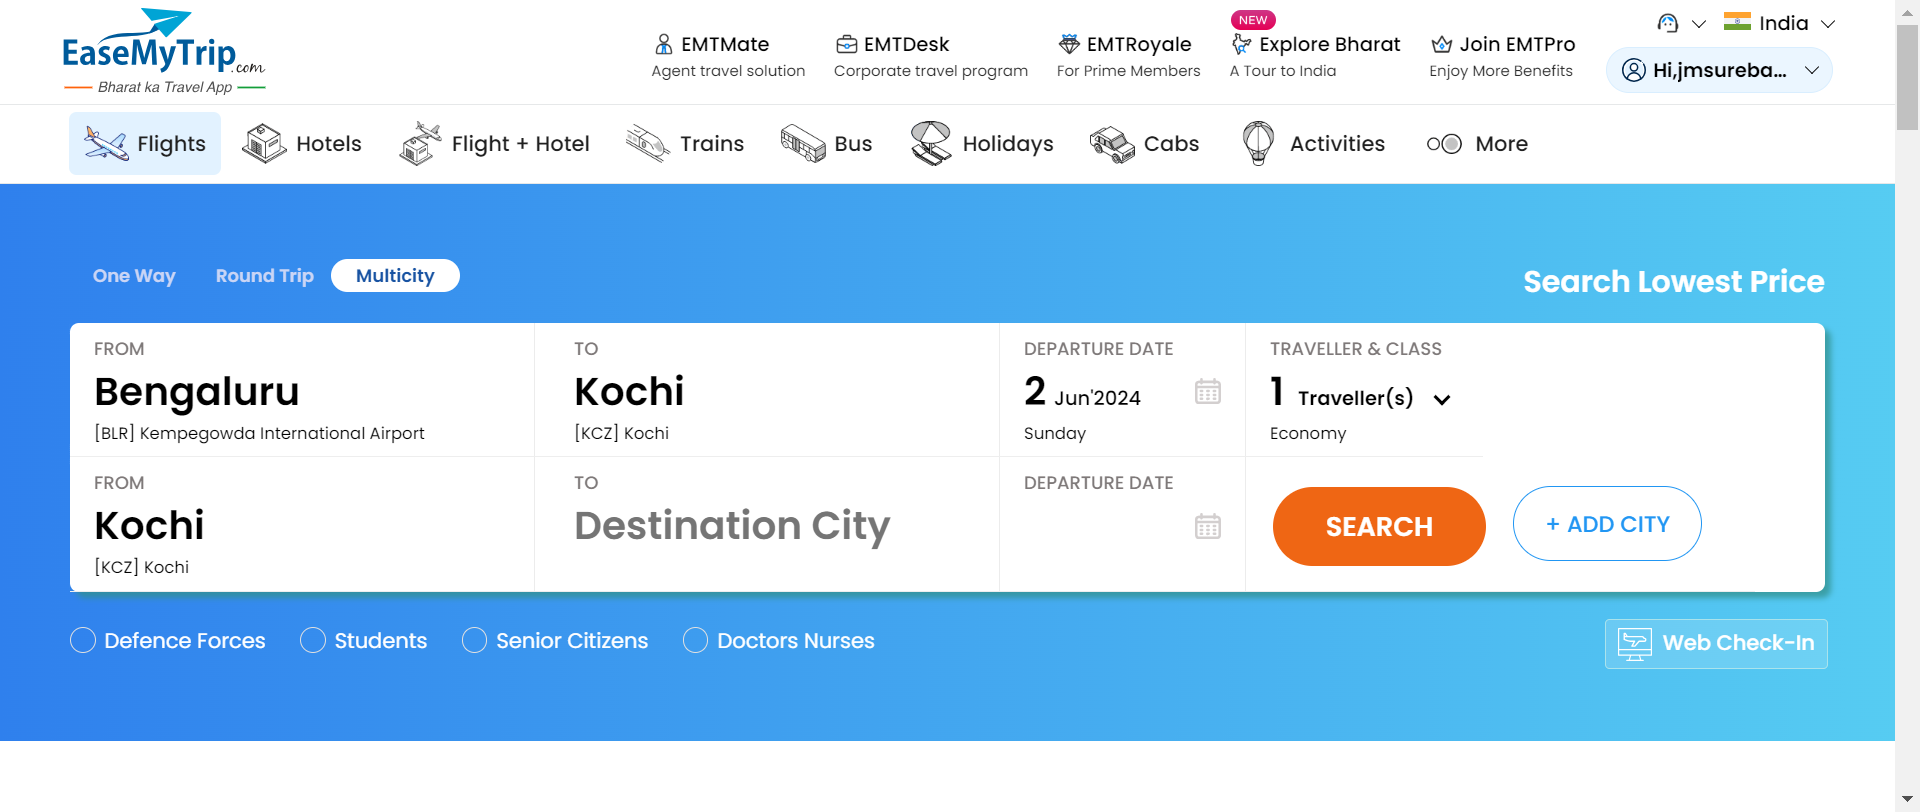 EaseMyTrip.com
Bharat ka Travel App
EMTMate
Agent travel solution
EMTDesk
Corporate travel program
EMTRoyale
For Prime Members
NEW
Explore Bharat
A Tour to India
Join EMTPro
Enjoy More Benefits
India
Hi,jmsureba...
Flights
Hotels
Flight + Hotel
Trains
Bus
Holidays
Cabs
Activities
More
One Way
Round Trip
Multicity
Search Lowest Price
FROM
Bengaluru
[BLR] Kempegowda International Airport
TO
Kochi
[KCZ] Kochi
DEPARTURE DATE
2 Jun'2024
Sunday
TRAVELLER & CLASS
1 Traveller(s)
Economy
FROM
Kochi
[KCZ] Kochi
TO
Destination City
DEPARTURE DATE
SEARCH
+ ADD CITY
Defence Forces
Students
Senior Citizens
Doctors Nurses
Web Check-In